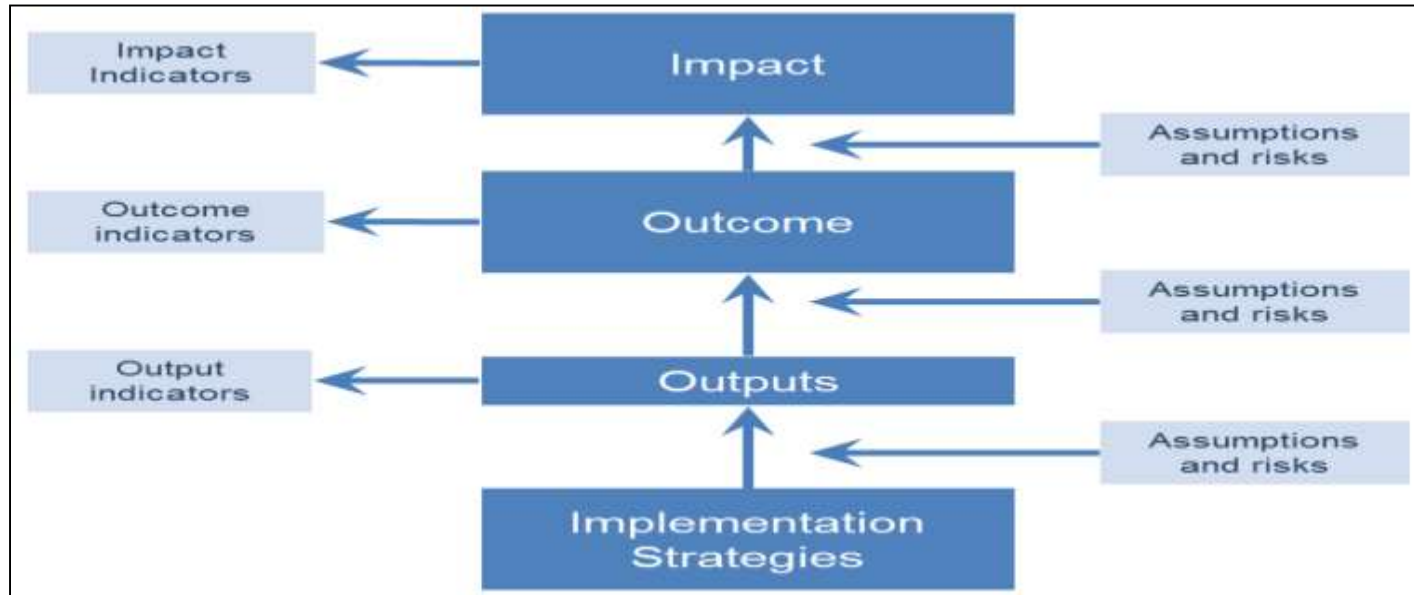 Impact
Indicators
Impact
Assumptions
and risks
Outcome
indicators
Outcome
Assumptions
and risks
Output
indicators
Outputs
Assumptions
and risks
Implementation
Strategies